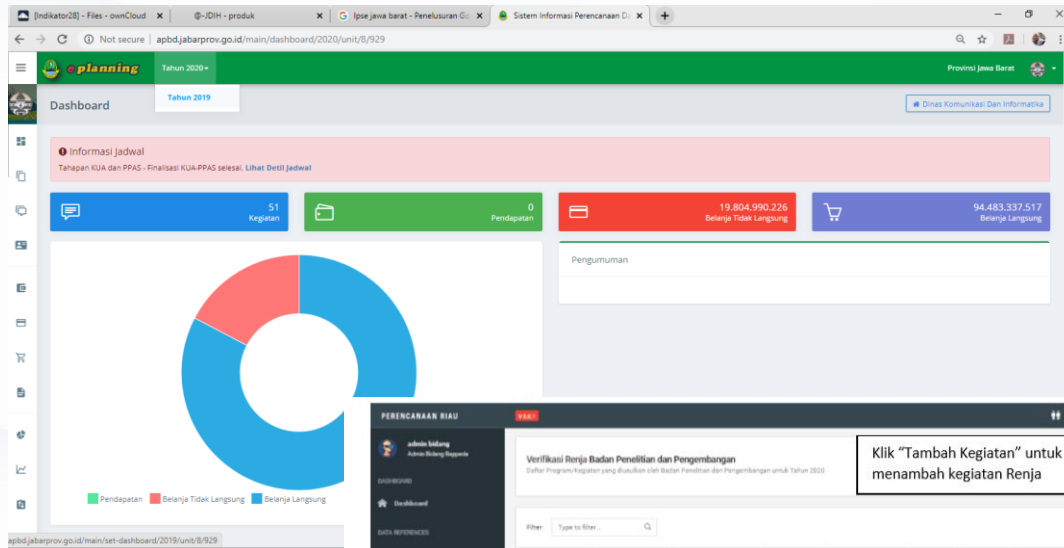 [Indikator28] - Files - ownCloud
@-JDIH - produk
lpse jawa barat - Penelusuran Go
Sistem Informasi Perencanaan Da
Not secure | apbd.jabarprov.go.id/main/dashboard/2020/unit/8/929
eplanning
Tahun 2020
Provinsi Jawa Barat
Tahun 2019
Dashboard
Dinas Komunikasi Dan Informatika
Informasi Jadwal
Tahapan KUA dan PPAS - Finalisasi KUA-PPAS selesai. Lihat Detil Jadwal
51
Kegiatan
0
Pendapatan
19.804.990.226
Belanja Tidak Langsung
94.483.337.517
Belanja Langsung
Pengumuman
Pendapatan
Belanja Tidak Langsung
Belanja Langsung
apbd.jabarprov.go.id/main/set-dashboard/2019/unit/8/929
PERENCANAAN RIAU
admin bidang
Admin Bidang Bappeda
DASHBOARD
Dashboard
DATA REFERENCES
Verifikasi Renja Badan Penelitian dan Pengembangan
Daftar Program/Kegiatan yang diusulkan oleh Badan Penelitian dan Pengembangan untuk Tahun 2020
Klik “Tambah Kegiatan” untuk
menambah kegiatan Renja
Filter:
Type to filter...